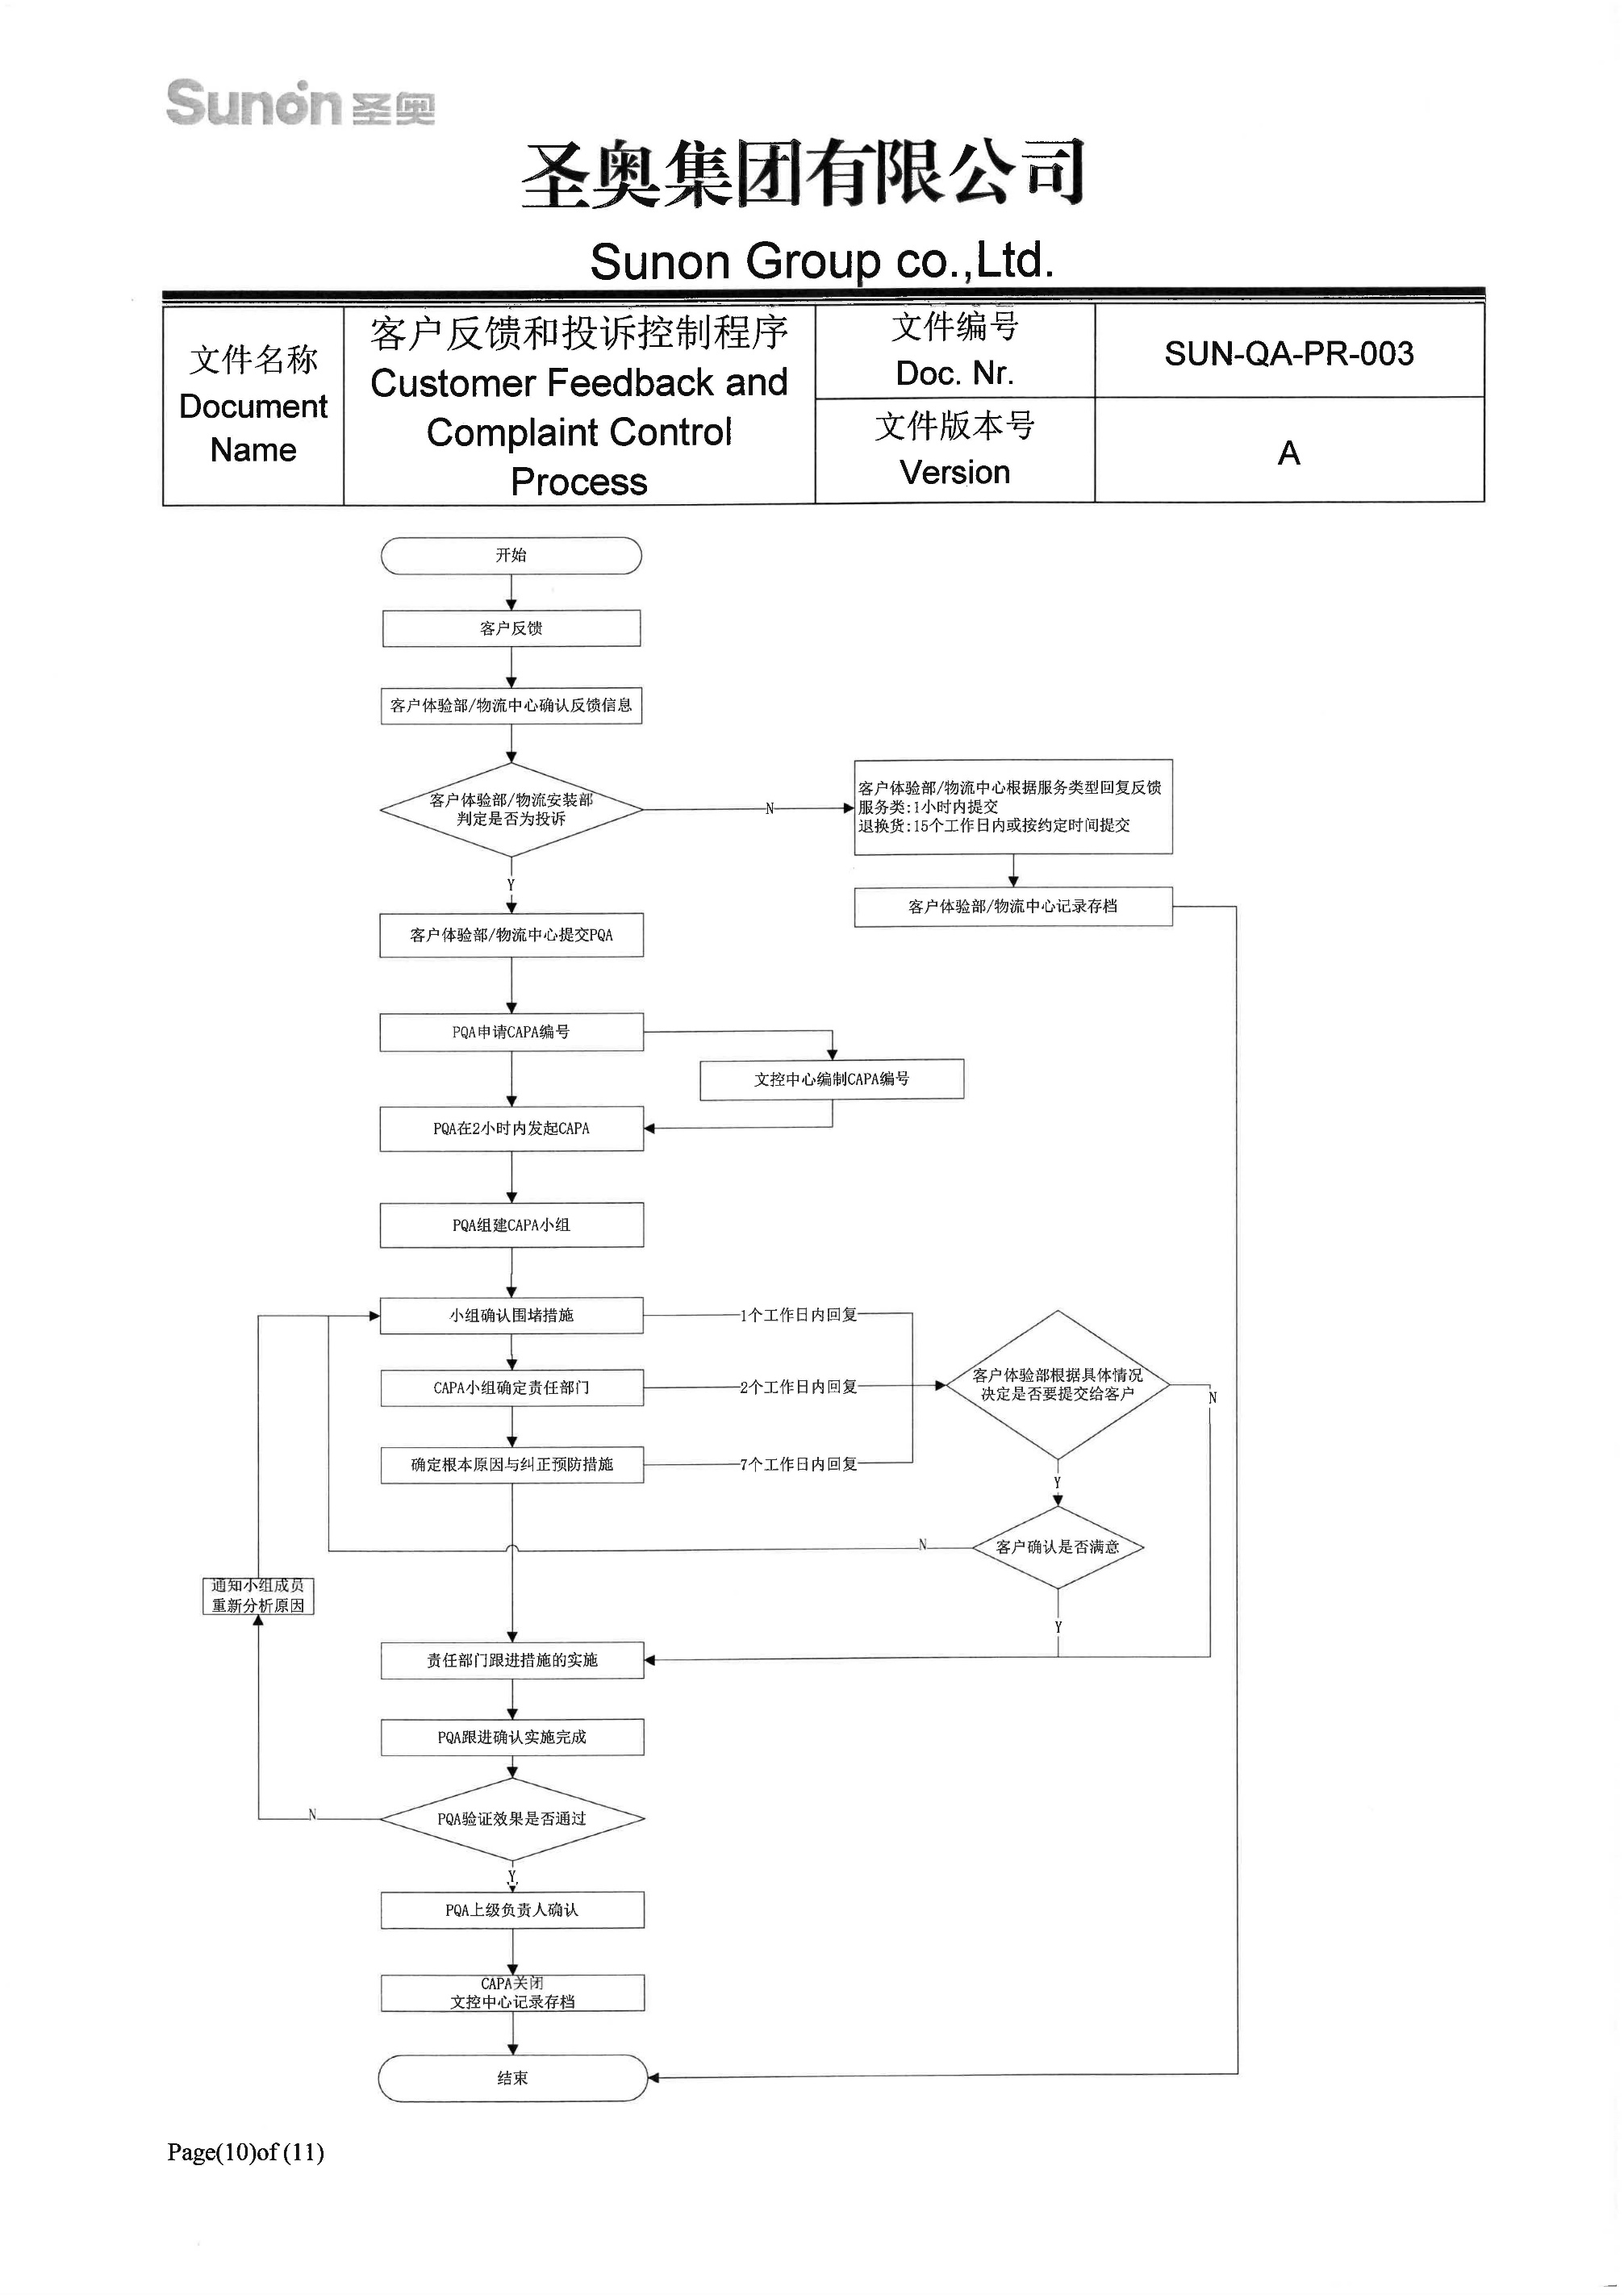 Sunon 圣奥
圣奥集团有限公司
Sunon Group co.,Ltd.
文件名称
Document
Name
客户反馈和投诉控制程序
Customer Feedback and
Complaint Control
Process
文件编号
Doc. Nr.
SUN-QA-PR-003
文件版本号
Version
A
开始
客户反馈
客户体验部/物流中心确认反馈信息
客户体验部/物流安装部
判定是否为投诉
N
客户体验部/物流中心根据服务类型回复反馈
服务类:1小时内提交
退换货:15个工作日内或按约定时间提交
Y
客户体验部/物流中心记录存档
客户体验部/物流中心提交PQA
PQA申请CAPA编号
文控中心编制CAPA编号
PQA在2小时内发起CAPA
PQA组建CAPA小组
小组确认围堵措施
1个工作日内回复
CAPA小组确定责任部门
2个工作日内回复
客户体验部根据具体情况
决定是否要提交给客户
N
确定根本原因与纠正预防措施
7个工作日内回复
Y
N
客户确认是否满意
通知小组成员
重新分析原因
Y
责任部门跟进措施的实施
PQA跟进确认实施完成
N
PQA验证效果是否通过
Y
PQA上级负责人确认
CAPA关闭
文控中心记录存档
结束
Page(10)of (11)